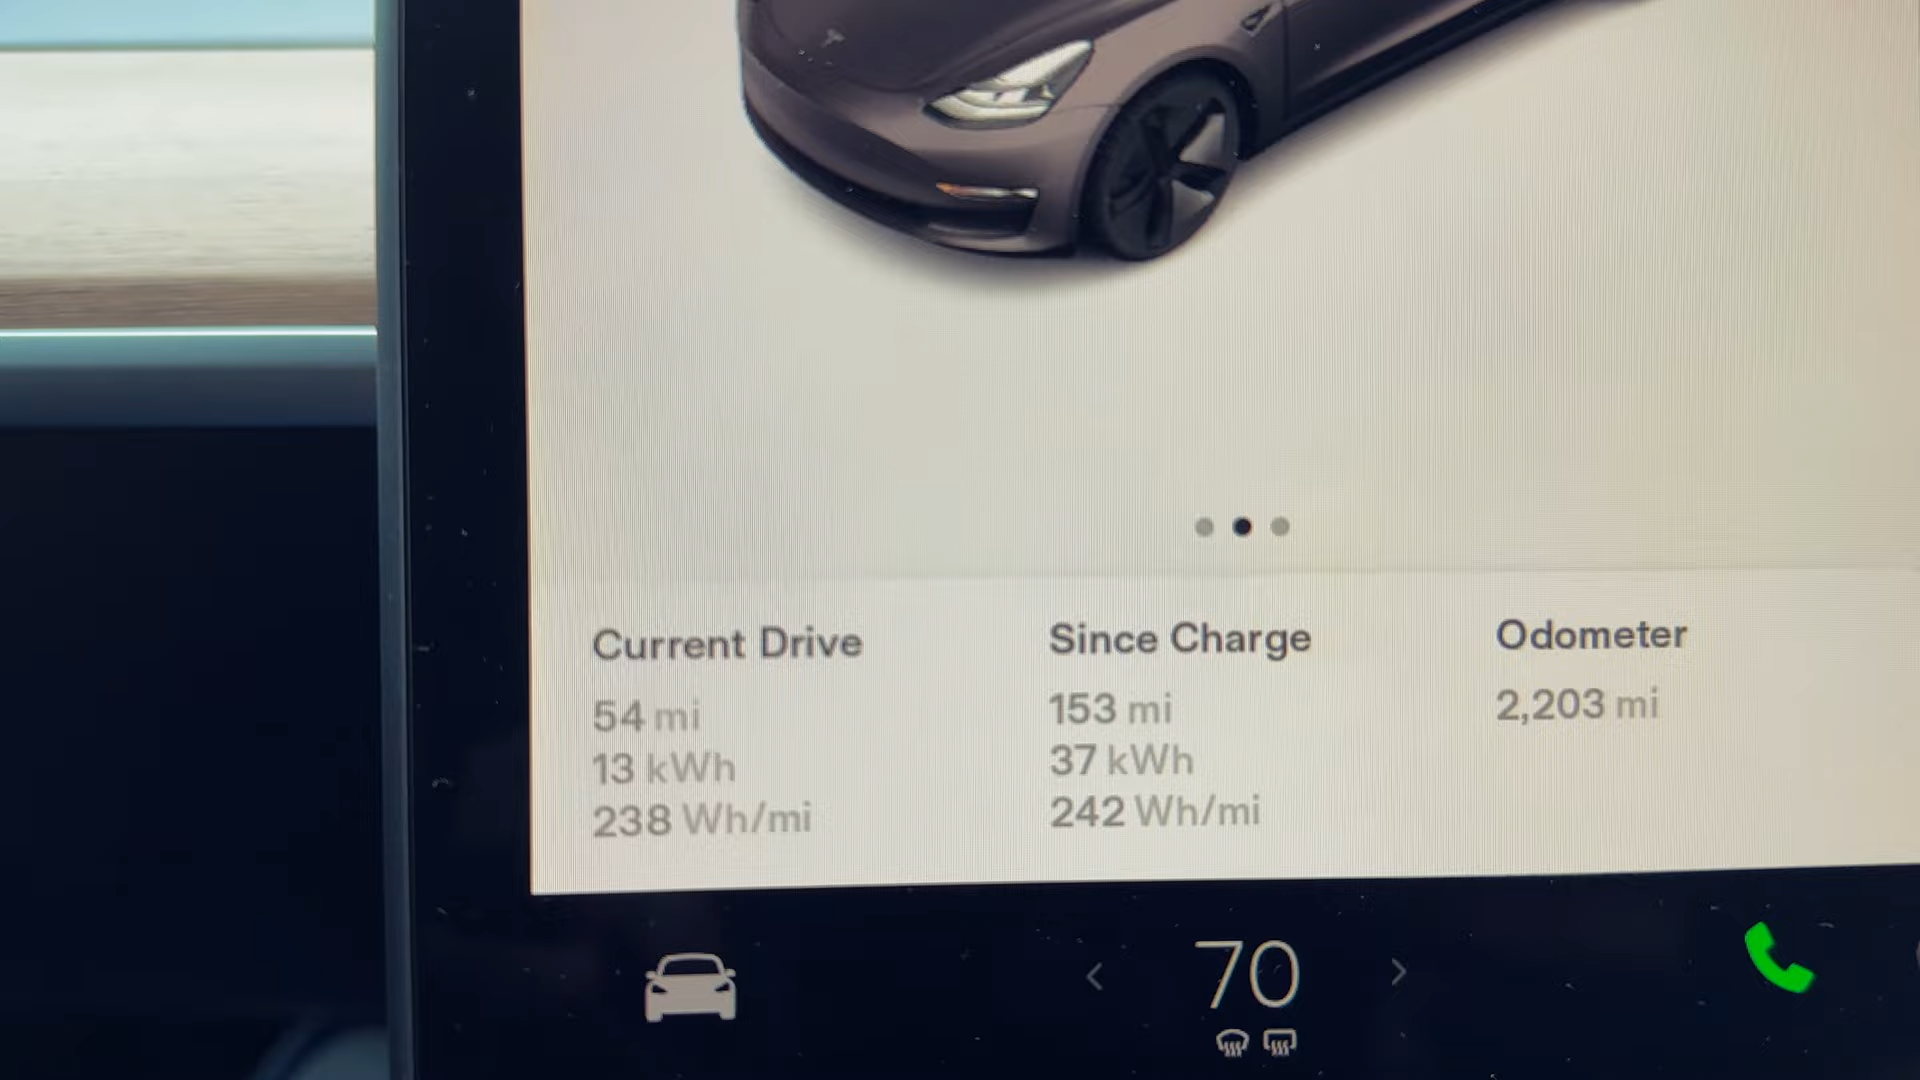 Current Drive
54 mi
13 kWh
238 Wh/mi
Since Charge
153 mi
37 kWh
242 Wh/mi
Odometer
2,203 mi
70